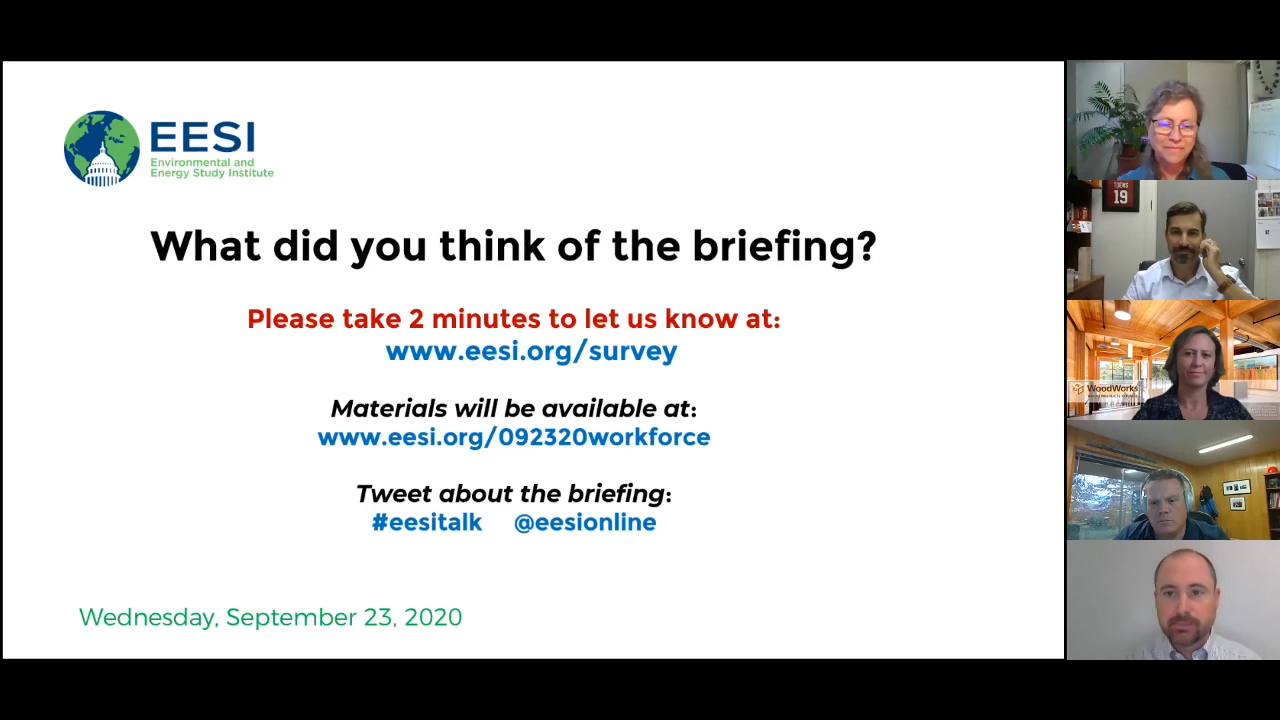 EESI
Environmental and
Energy Study Institute
What did you think of the briefing?
Please take 2 minutes to let us know at:
www.eesi.org/survey
Materials will be available at:
www.eesi.org/092320workforce
Tweet about the briefing:
#eesitalk @eesionline
Wednesday, September 23, 2020
19
WoodWorks